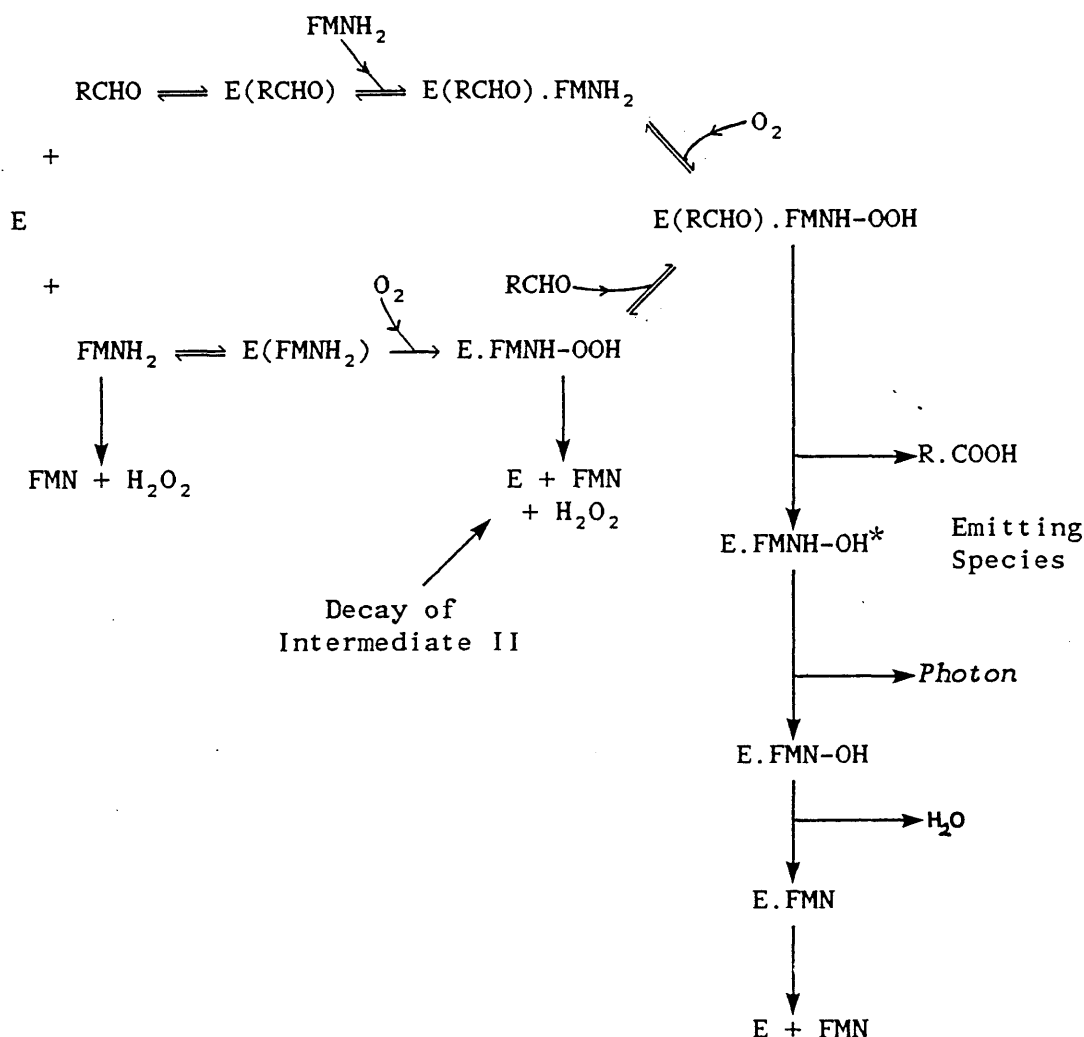 FMNH₂
RCHO ⇌ E(RCHO) ⇌ E(RCHO).FMNH₂
O₂
+
E(RCHO).FMNH-OOH
E
+
O₂
RCHO
FMNH₂ ⇌ E(FMNH₂) → E.FMNH-OOH
R.COOH
FMN + H₂O₂
E + FMN
+ H₂O₂
E.FMNH-OH*
Emitting
Species
Decay of
Intermediate II
Photon
E.FMN-OH
H₂O
E.FMN
E + FMN